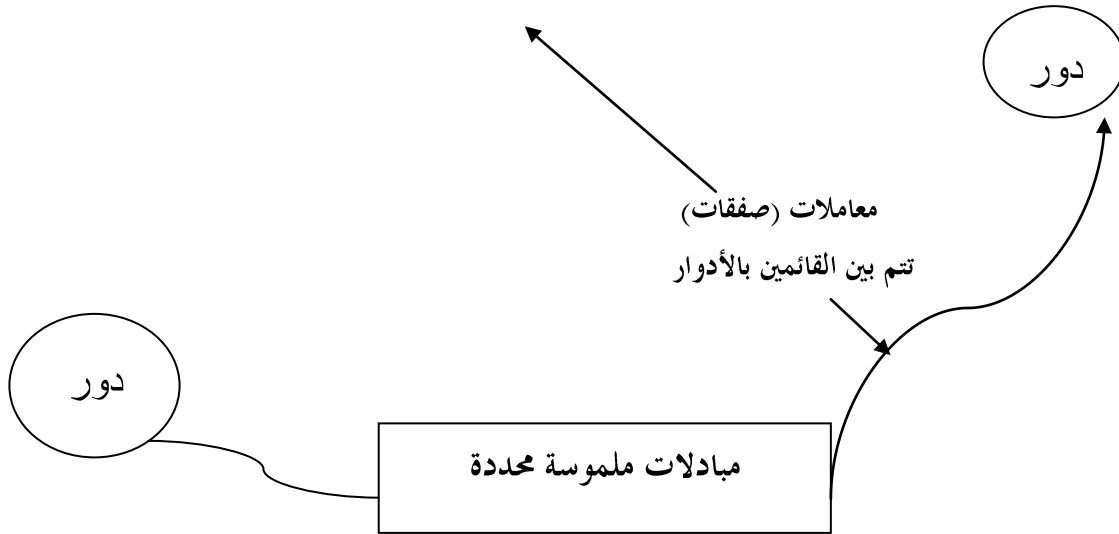 دور
معاملات (صفقات)
تتم بين القائمين بالأدوار
دور
مبادلات ملموسة محددة